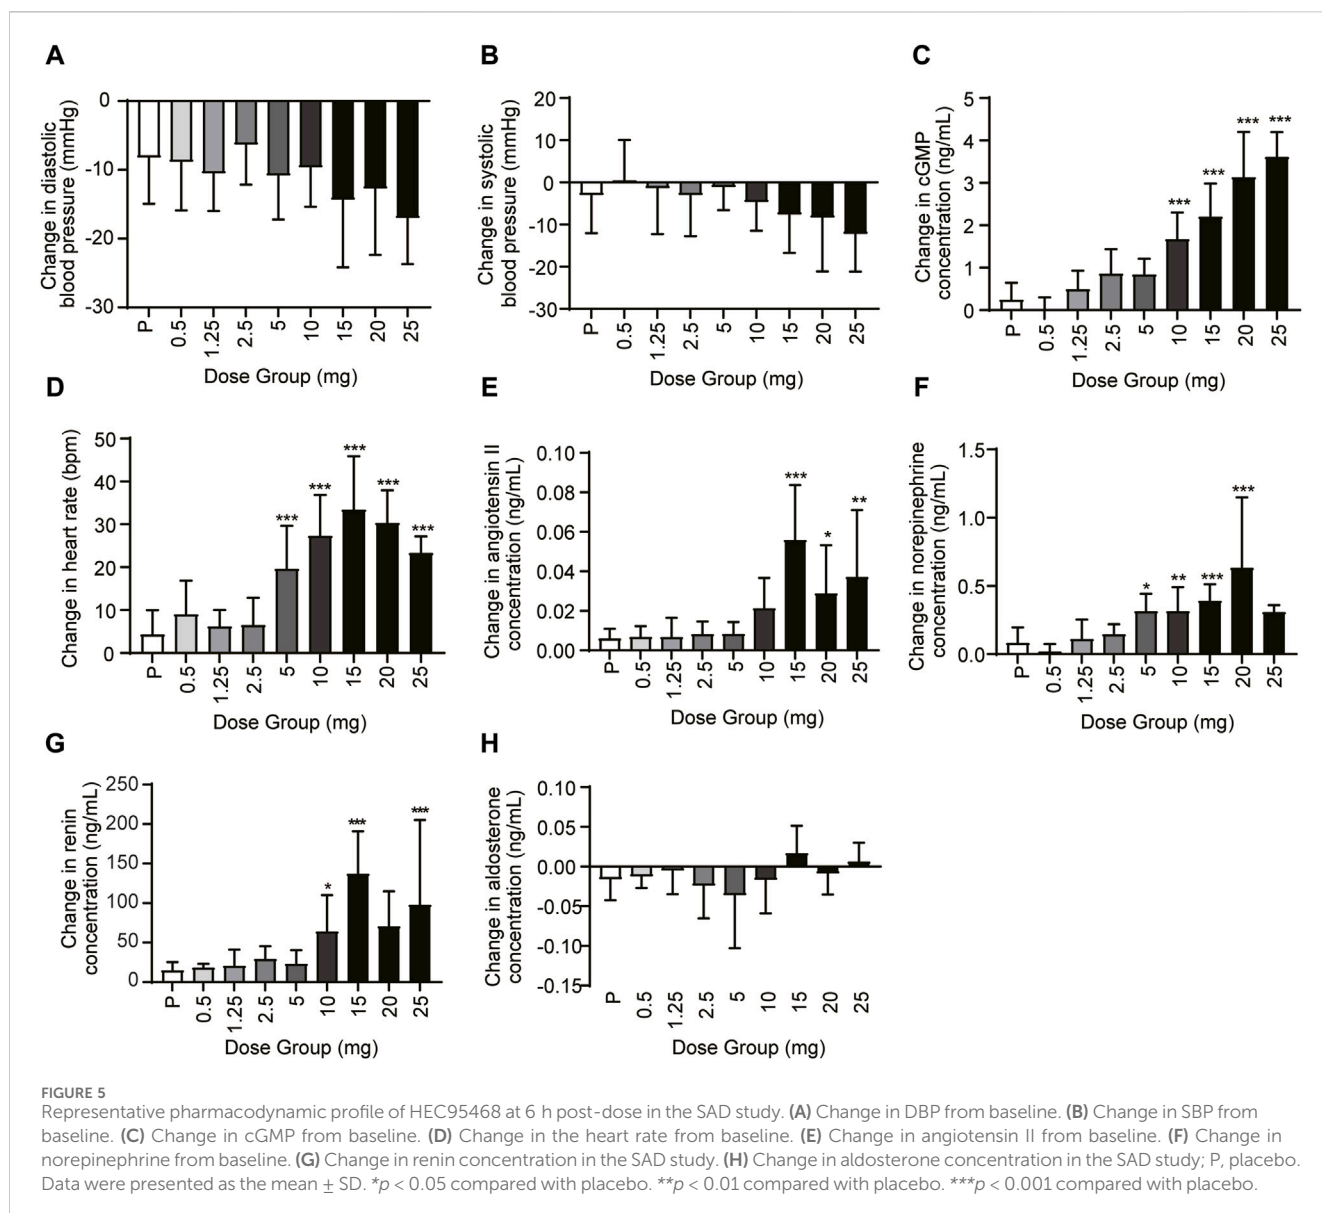 A
Change in diastolic
blood pressure (mmHg)
0
-10
-20
-30
P
0.5
1.25
2.5
5
10
15
20
25
Dose Group (mg)
B
Change in systolic
blood pressure (mmHg)
20
10
0
-10
-20
-30
P
0.5
1.25
2.5
5
10
15
20
25
Dose Group (mg)
C
Change in cGMP
concentration (ng/mL)
5
4
3
2
1
0
***
***
***
***
P
0.5
1.25
2.5
5
10
15
20
25
Dose Group (mg)
D
Change in heart rate (bpm)
50
40
30
20
10
0
***
***
***
***
***
P
0.5
1.25
2.5
5
10
15
20
25
Dose Group (mg)
E
Change in angiotensin II
concentration (ng/mL)
0.10
0.08
0.06
0.04
0.02
0.00
***
*
**
P
0.5
1.25
2.5
5
10
15
20
25
Dose Group (mg)
F
Change in norepinephrine
concentration (ng/mL)
1.5
1.0
0.5
0.0
*
**
***
***
P
0.5
1.25
2.5
5
10
15
20
25
Dose Group (mg)
G
Change in renin
concentration (ng/mL)
250
200
150
100
50
0
*
***
***
P
0.5
1.25
2.5
5
10
15
20
25
Dose Group (mg)
H
Change in aldosterone
concentration (ng/mL)
0.10
0.05
0.00
-0.05
-0.10
-0.15
P
0.5
1.25
2.5
5
10
15
20
25
Dose Group (mg)
FIGURE 5
Representative pharmacodynamic profile of HEC95468 at 6 h post-dose in the SAD study. (A) Change in DBP from baseline. (B) Change in SBP from
baseline. (C) Change in cGMP from baseline. (D) Change in the heart rate from baseline. (E) Change in angiotensin II from baseline. (F) Change in
norepinephrine from baseline. (G) Change in renin concentration in the SAD study. (H) Change in aldosterone concentration in the SAD study; P, placebo.
Data were presented as the mean ± SD. *p < 0.05 compared with placebo. **p < 0.01 compared with placebo. ***p < 0.001 compared with placebo.